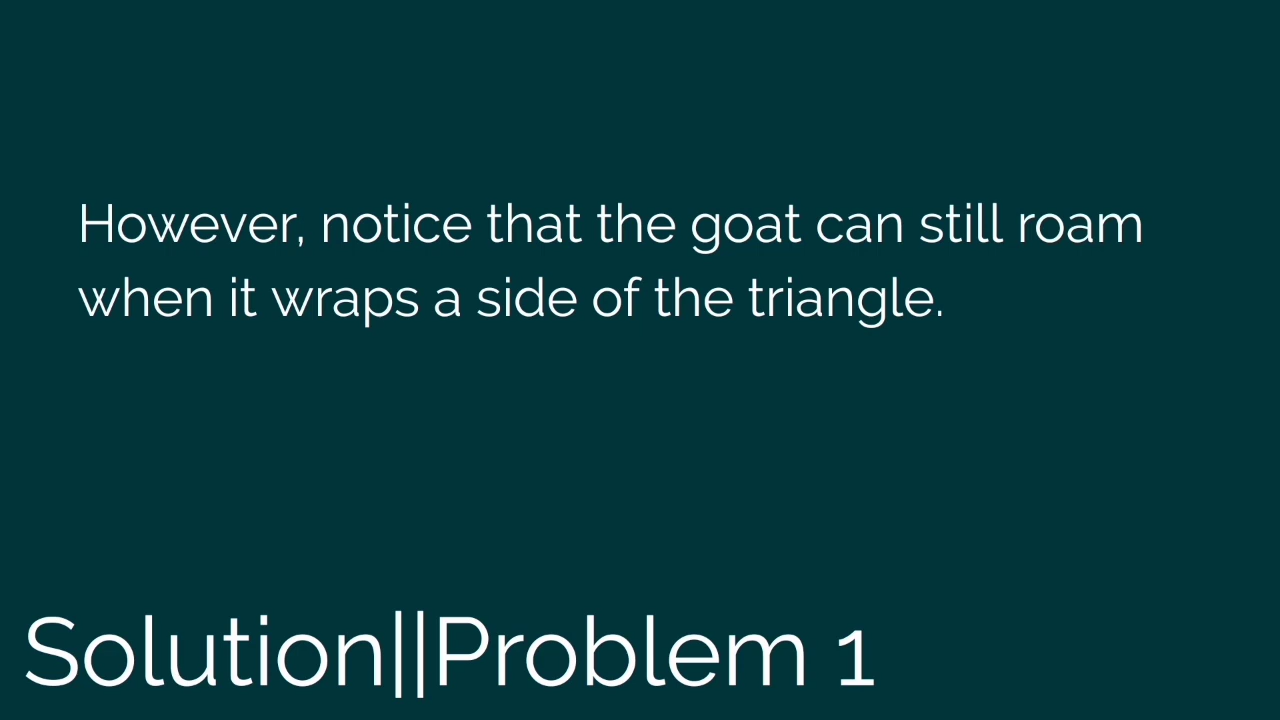 However, notice that the goat can still roam
when it wraps a side of the triangle.
Solution||Problem 1